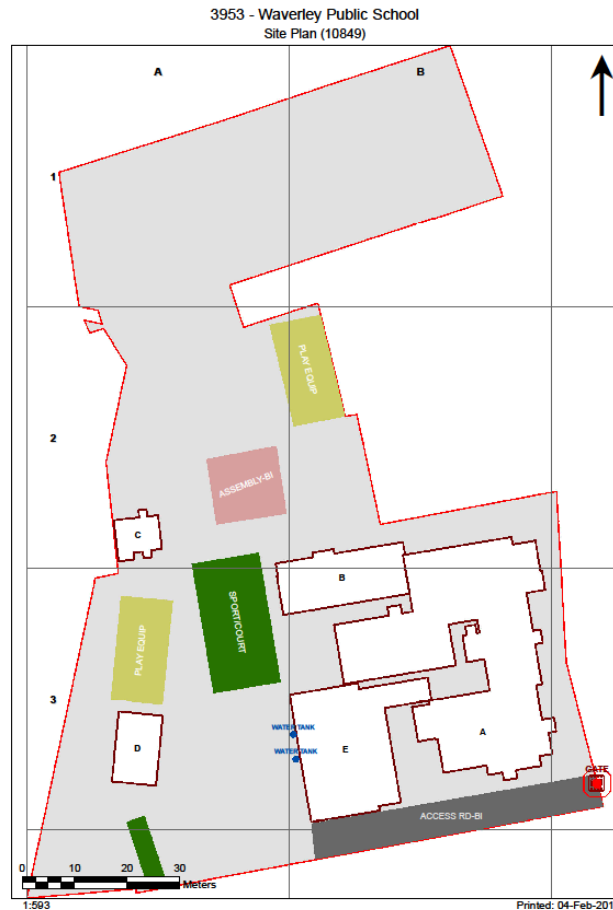 3953 - Waverley Public School
Site Plan (10849)
A
B
1
PLAY EQUIP
2
ASSEMBLY-BI
C
B
SPORT/COURT
PLAY EQUIP
3
WATER TANK
D
WATER TANK
E
A
GATE
ACCESS RD-BI
0 10 20 30
Meters
1:593
Printed: 04-Feb-201